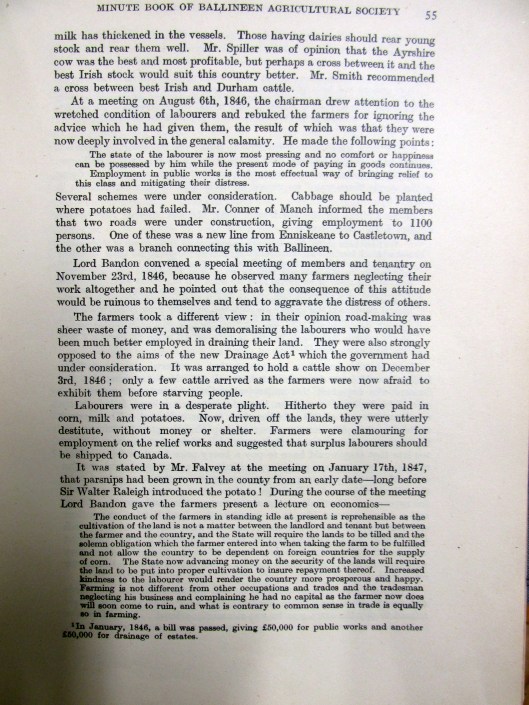 MINUTE BOOK OF BALLINEEN AGRICULTURAL SOCIETY 55
milk has thickened in the vessels. Those having dairies should rear young
stock and rear them well. Mr. Spiller was of opinion that the Ayrshire
cow was the best and most profitable, but perhaps a cross between it and the
best Irish stock would suit this country better. Mr. Smith recommended
a cross between best Irish and Durham cattle.
At a meeting on August 6th, 1846, the chairman drew attention to the
wretched condition of labourers and rebuked the farmers for ignoring the
advice which he had given them, the result of which was that they were
now deeply involved in the general calamity. He made the following points:
The state of the labourer is now most pressing and no comfort or happiness
can be possessed by him while the present mode of paying in goods continues.
Employment in public works is the most effectual way of bringing relief to
this class and mitigating their distress.
Several schemes were under consideration. Cabbage should be planted
where potatoes had failed. Mr. Conner of Manch informed the members
that two roads were under construction, giving employment to 1100
persons. One of these was a new line from Enniskeane to Castletown, and
the other was a branch connecting this with Ballineen.
Lord Bandon convened a special meeting of members and tenantry on
November 23rd, 1846, because he observed many farmers neglecting their
work altogether and he pointed out that the consequence of this attitude
would be ruinous to themselves and tend to aggravate the distress of others.
The farmers took a different view: in their opinion road-making was
sheer waste of money, and was demoralising the labourers who would have
been much better employed in draining their land. They were also strongly
opposed to the aims of the new Drainage Act¹ which the government had
under consideration. It was arranged to hold a cattle show on December
3rd, 1846; only a few cattle arrived as the farmers were now afraid to
exhibit them before starving people.
Labourers were in a desperate plight. Hitherto they were paid in
corn, milk and potatoes. Now, driven off the lands, they were utterly
destitute, without money or shelter. Farmers were clamouring for
employment on the relief works and suggested that surplus labourers should
be shipped to Canada.
It was stated by Mr. Falvey at the meeting on January 17th, 1847,
that parsnips had been grown in the county from an early date—long before
Sir Walter Raleigh introduced the potato! During the course of the meeting
Lord Bandon gave the farmers present a lecture on economics—
The conduct of the farmers in standing idle at present is reprehensible as the
cultivation of the land is not a matter between the landlord and tenant but between
the farmer and the country, and the State will require the lands to be tilled and the
solemn obligation which the farmer entered into when taking the farm to be fulfilled
and not allow the country to be dependent on foreign countries for the supply
of corn. The State now advancing money on the security of the lands will require
the land to be put into proper cultivation to insure repayment thereof. Increased
kindness to the labourer would render the country more prosperous and happy.
Farming is not different from other occupations and trades and the tradesman
neglecting his business and complaining he had no capital as the farmer now does
will soon come to ruin, and what is contrary to common sense in trade is equally
so in farming.
¹In January, 1846, a bill was passed, giving £50,000 for public works and another
£50,000 for drainage of estates.